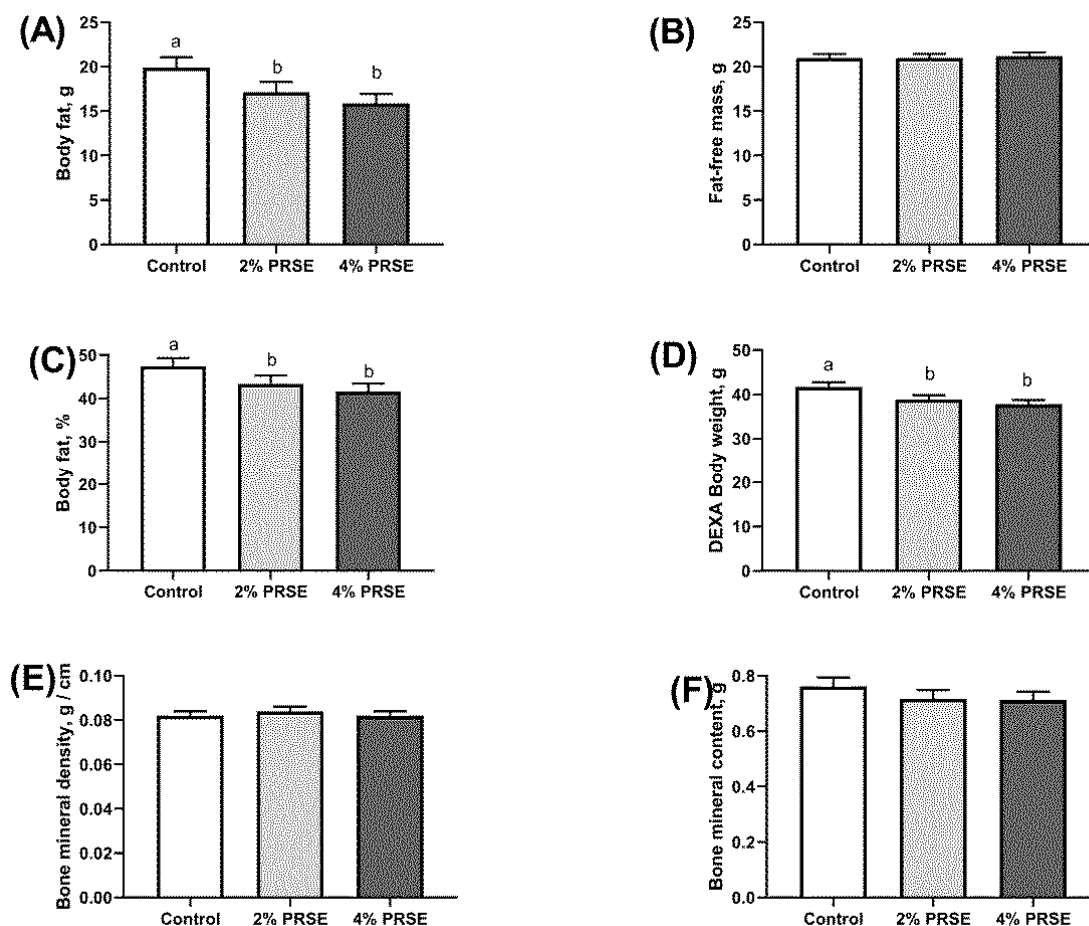 (A)
Body fat, g
25
20
15
10
5
0
a
b
b
Control 2% PRSE 4% PRSE
(B)
Fat-free mass, g
25
20
15
10
5
0
Control 2% PRSE 4% PRSE
(C)
Body fat, %
50
40
30
20
10
0
a
b
b
Control 2% PRSE 4% PRSE
(D)
DEXA Body weight, g
50
40
30
20
10
0
a
b
b
Control 2% PRSE 4% PRSE
(E)
Bone mineral density, g / cm
0.10
0.08
0.06
0.04
0.02
0.00
Control 2% PRSE 4% PRSE
(F)
Bone mineral content, g
0.8
0.6
0.4
0.2
0.0
Control 2% PRSE 4% PRSE